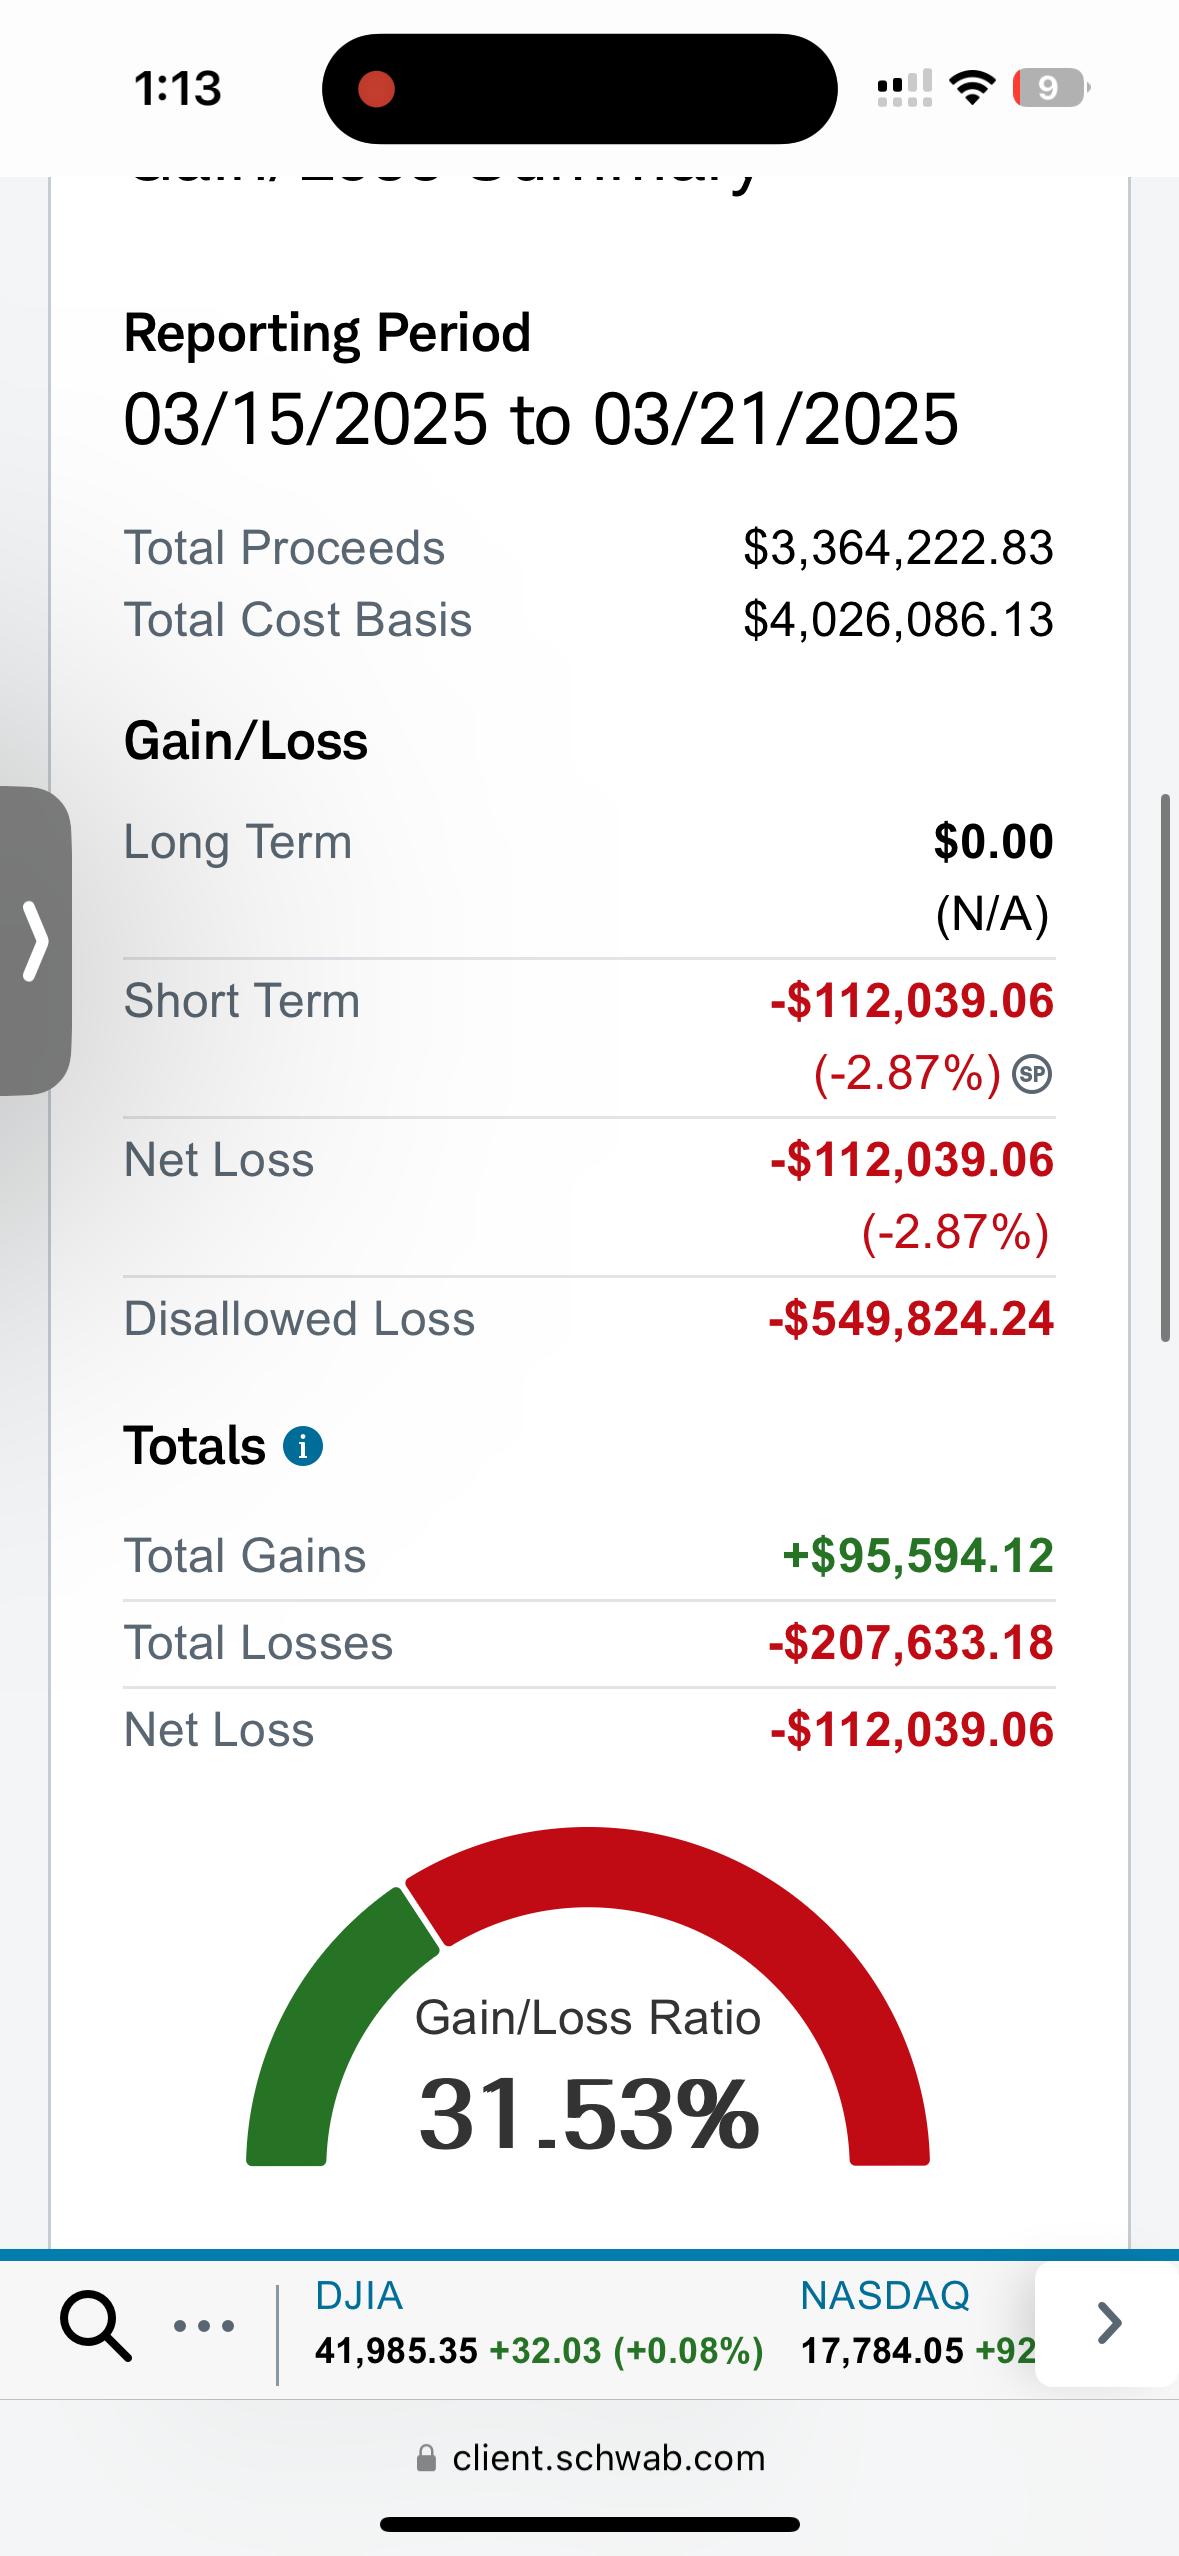 1:13
9
Gain/Loss Summary
Reporting Period
03/15/2025 to 03/21/2025
Total Proceeds $3,364,222.83
Total Cost Basis $4,026,086.13
Gain/Loss
Long Term $0.00
(N/A)
Short Term -$112,039.06
(-2.87%) SP
Net Loss -$112,039.06
(-2.87%)
Disallowed Loss -$549,824.24
Totals i
Total Gains +$95,594.12
Total Losses -$207,633.18
Net Loss -$112,039.06
Gain/Loss Ratio
31.53%
DJIA NASDAQ
41,985.35 +32.03 (+0.08%) 17,784.05 +92
client.schwab.com